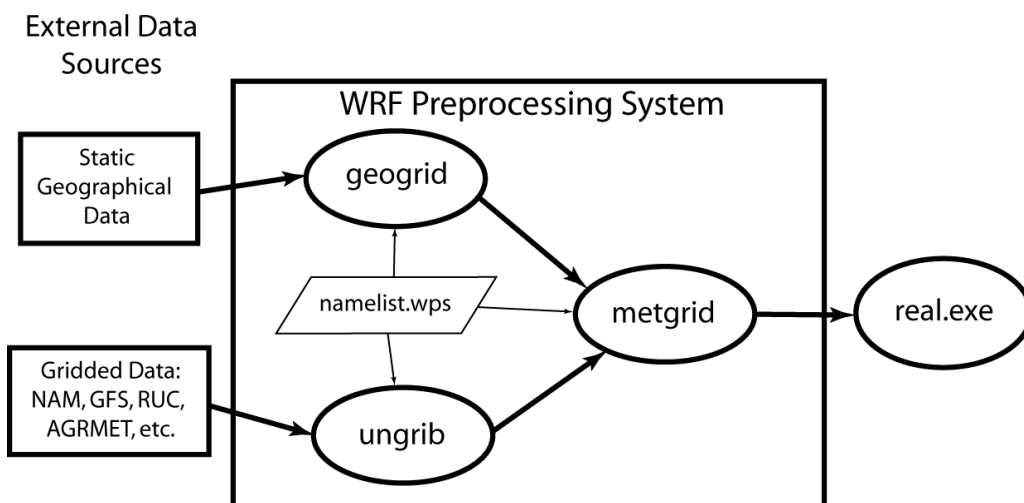 External Data
Sources
WRF Preprocessing System
Static
Geographical
Data
geogrid
namelist.wps
metgrid
real.exe
Gridded Data:
NAM, GFS, RUC,
AGRMET, etc.
ungrib